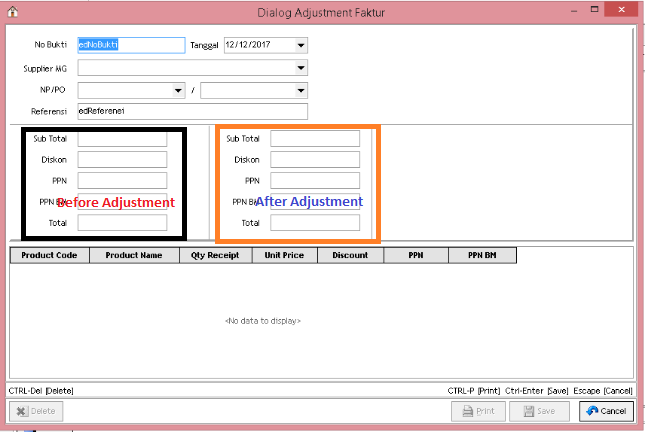 Dialog Adjustment Faktur
No Bukti edNoBukti Tanggal 12/12/2017
Supplier MG
NP/PO /
Referensi edReferensi
Sub Total Sub Total
Diskon Diskon
PPN PPN
PPN BM Before Adjustment PPN BM After Adjustment
Total Total
Product Code Product Name Qty Receipt Unit Price Discount PPN PPN BM
<No data to display>
CTRL-Del [Delete] CTRL-P [Print] Ctrl-Enter [Save] Escape [Cancel]
Delete Print Save Cancel